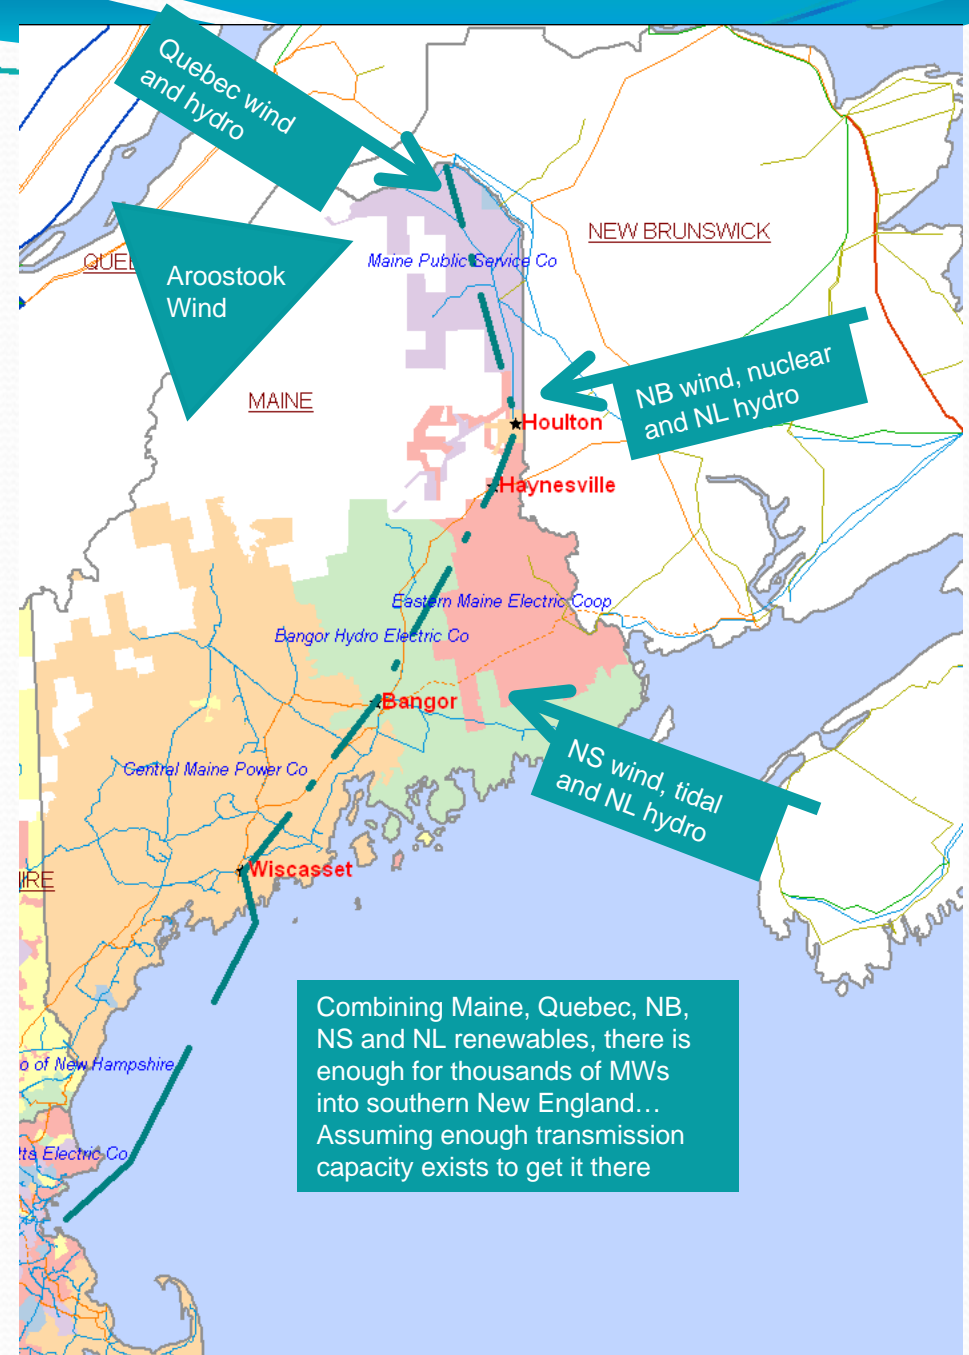 Quebec wind
and hydro
NEW BRUNSWICK
Maine Public Service Co
Aroostook
Wind
NB wind, nuclear
and NL hydro
MAINE
Houlton
Haynesville
Eastern Maine Electric Coop
Bangor Hydro Electric Co
Bangor
NS wind, tidal
and NL hydro
Central Maine Power Co
Wiscasset
Combining Maine, Quebec, NB,
NS and NL renewables, there is
enough for thousands of MWs
into southern New England…
Assuming enough transmission
capacity exists to get it there
o of New Hampshire
Electric Co